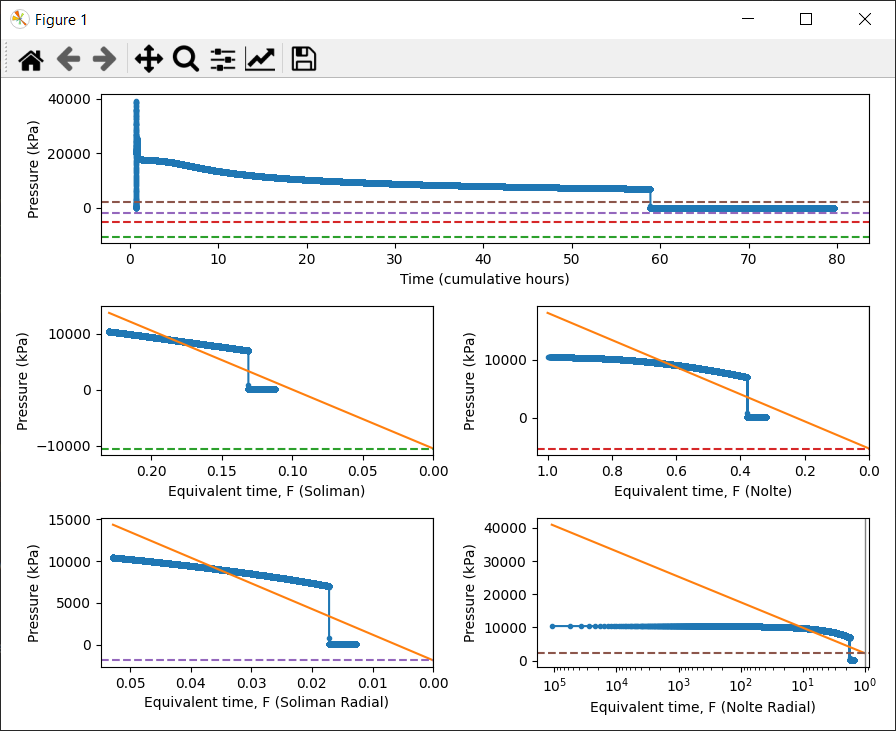 Figure 1
40000
20000
0
Pressure (kPa)
0 10 20 30 40 50 60 70 80
Time (cumulative hours)
10000
0
−10000
Pressure (kPa)
0.20 0.15 0.10 0.05 0.00
Equivalent time, F (Soliman)
10000
0
Pressure (kPa)
1.0 0.8 0.6 0.4 0.2 0.0
Equivalent time, F (Nolte)
15000
10000
5000
0
Pressure (kPa)
0.05 0.04 0.03 0.02 0.01 0.00
Equivalent time, F (Soliman Radial)
40000
30000
20000
10000
0
Pressure (kPa)
10⁵ 10⁴ 10³ 10² 10¹ 10⁰
Equivalent time, F (Nolte Radial)